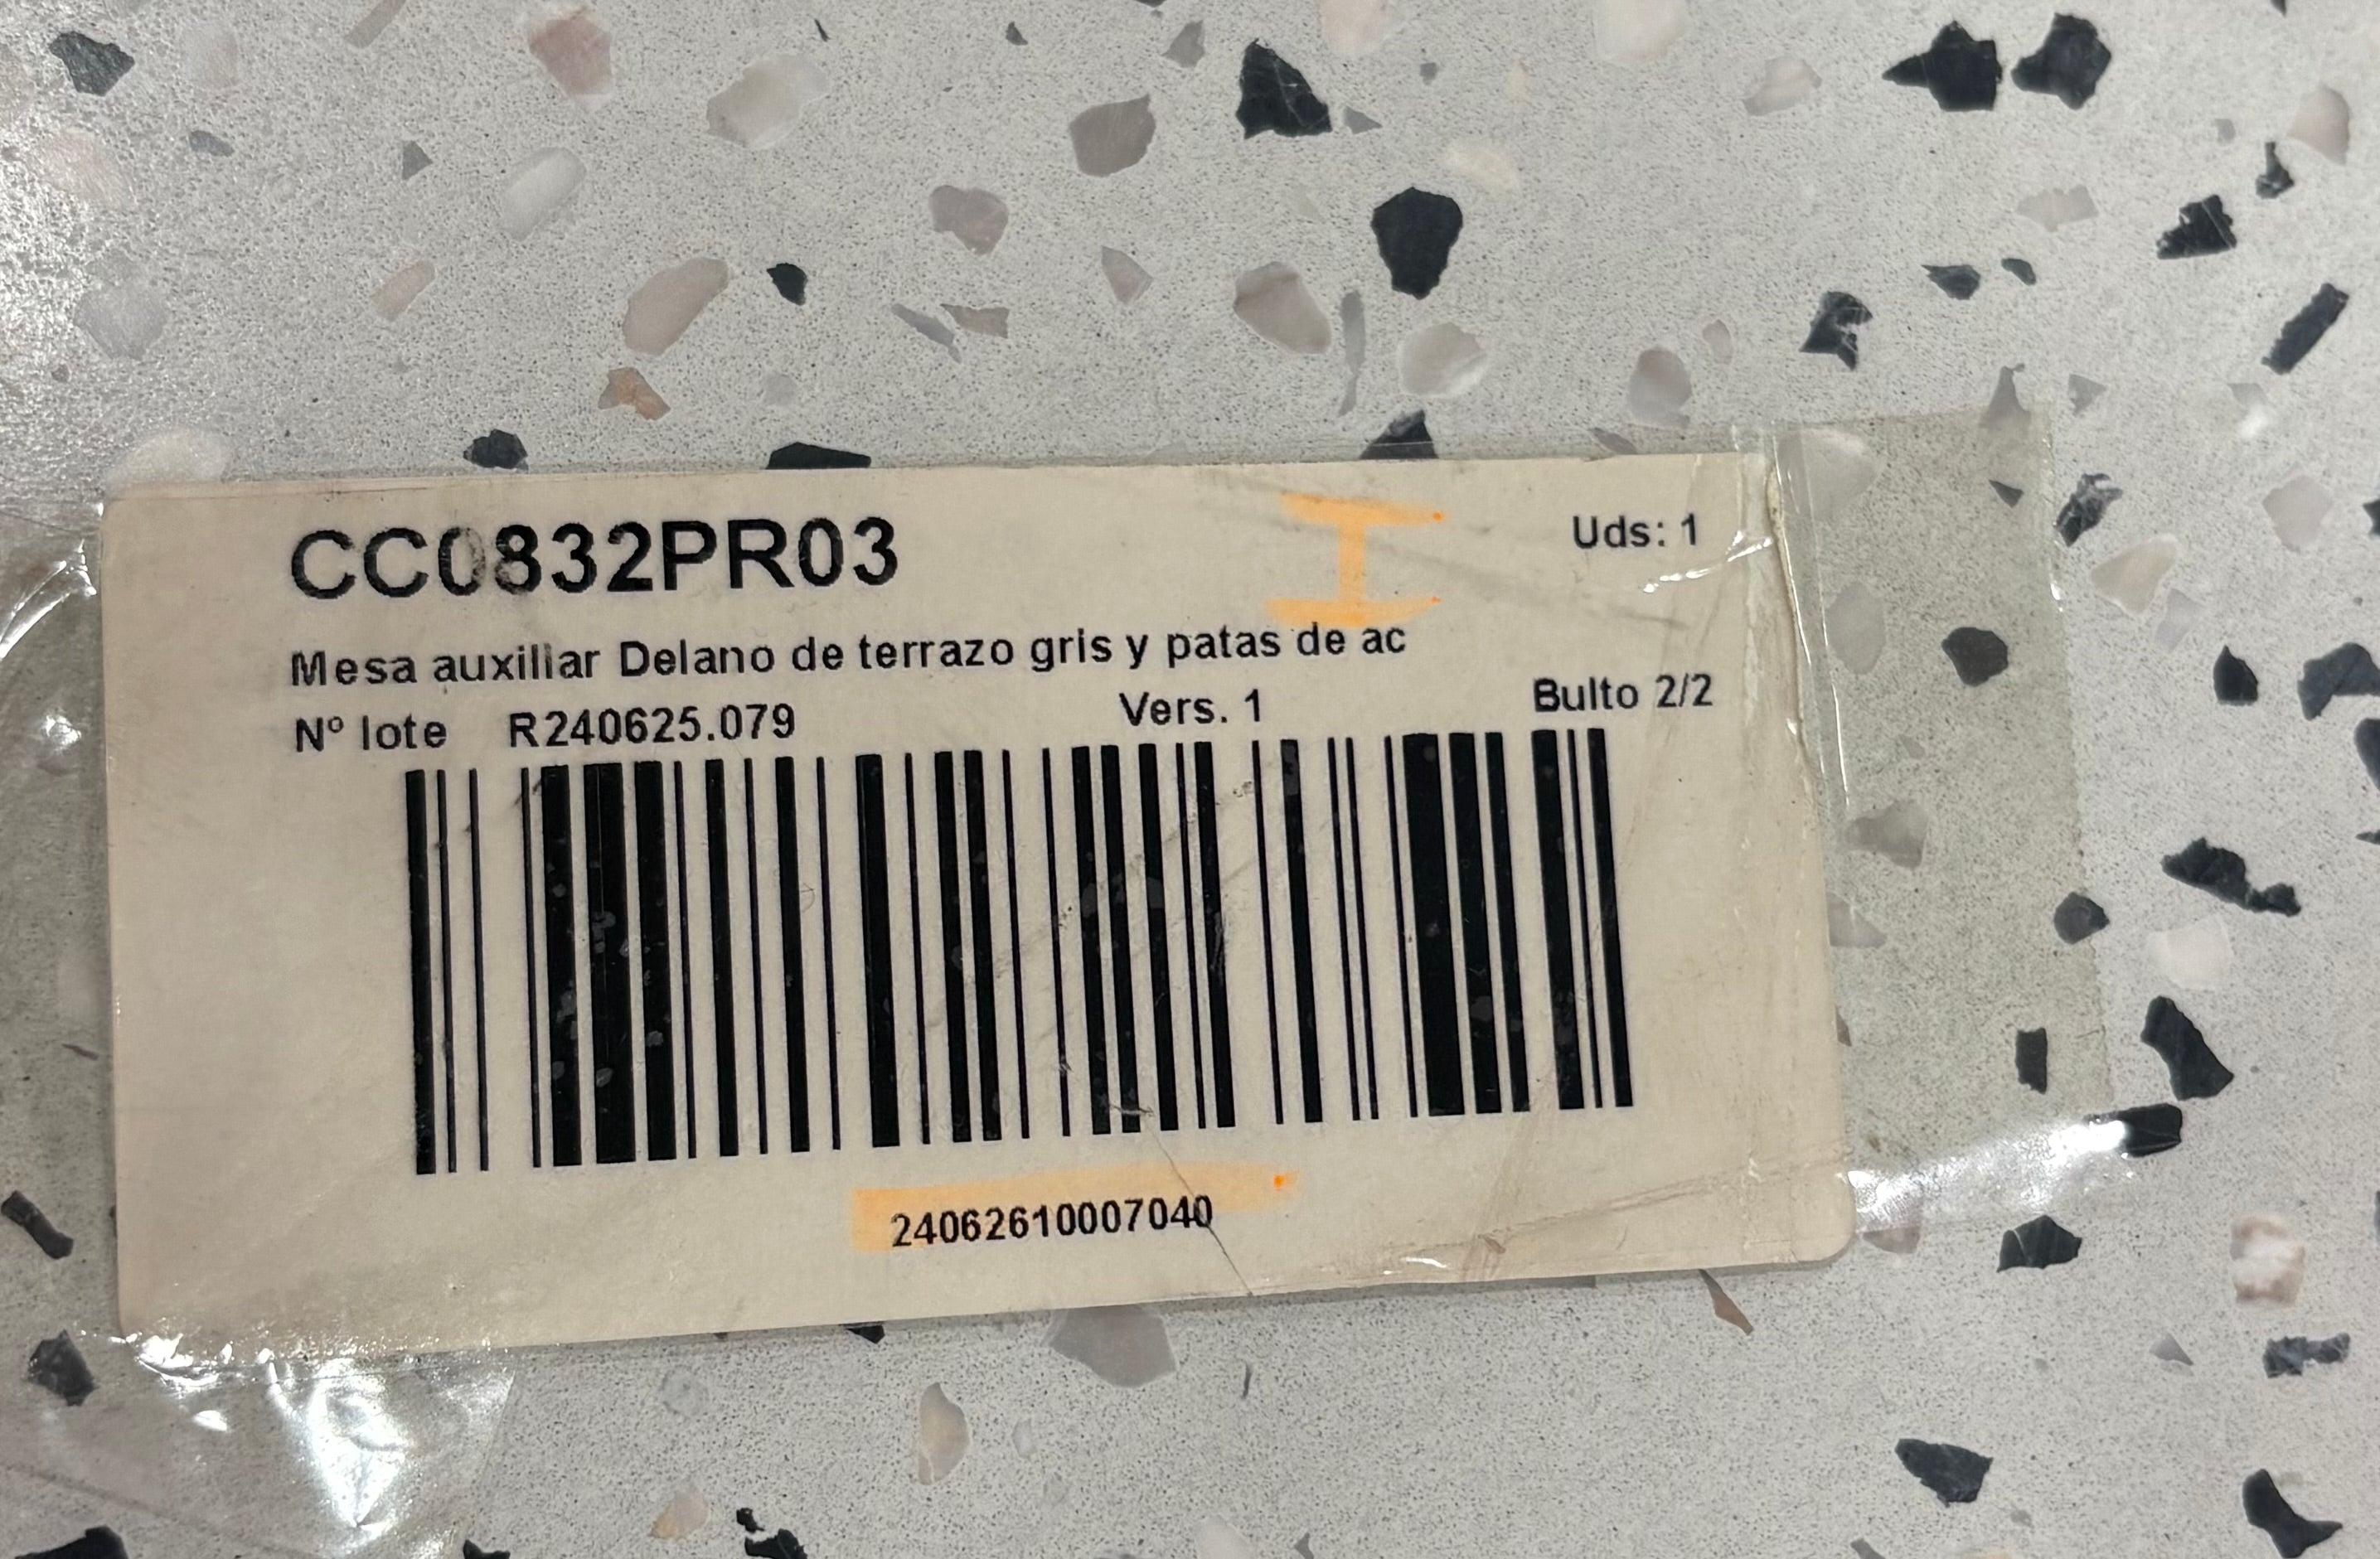 CC0832PR03
Uds: 1
Mesa auxiliar Delano de terrazo gris y patas de ac
Nº lote R240625.079 Vers. 1 Bulto 2/2
24062610007040